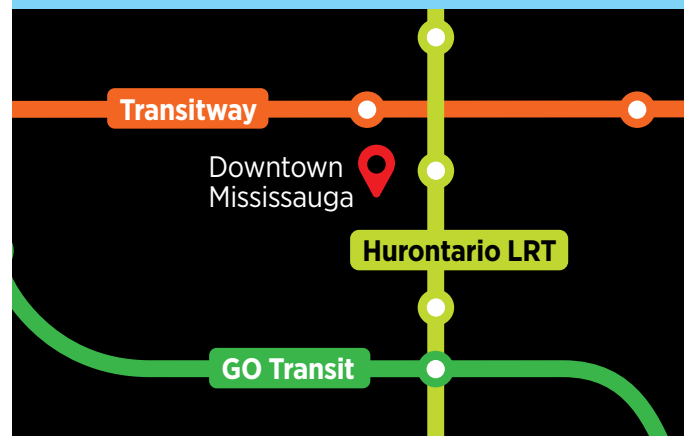 Transitway
Downtown
Mississauga
Hurontario LRT
GO Transit